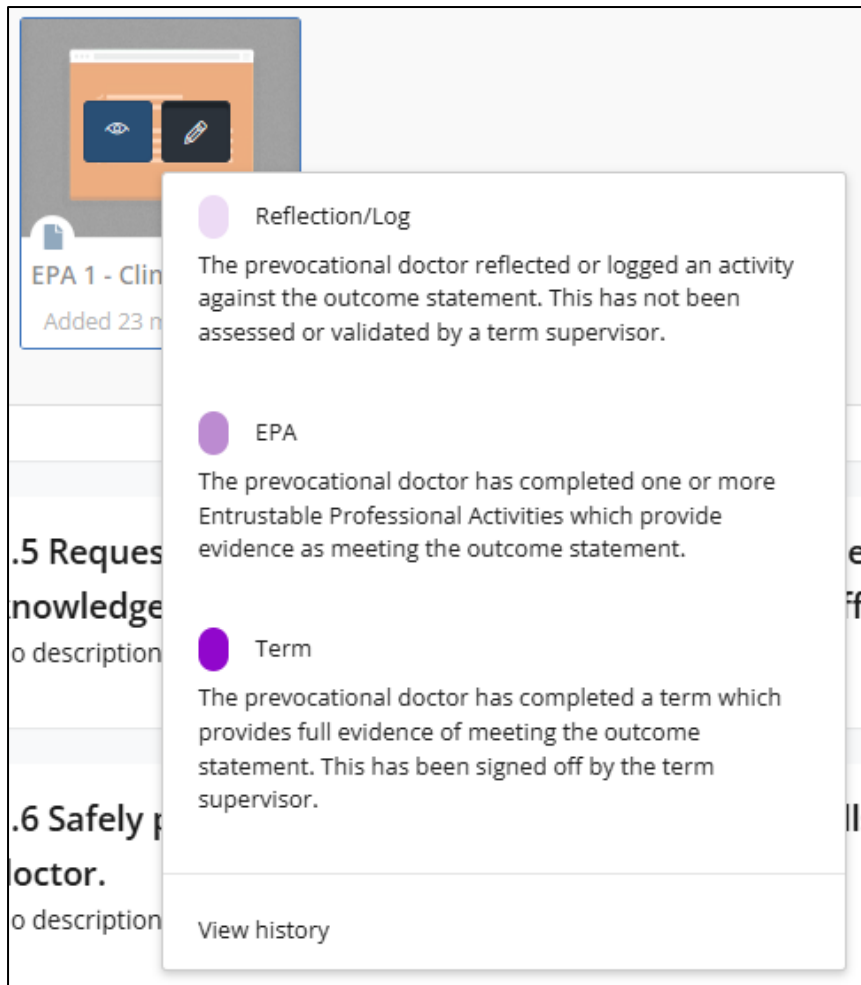 EPA 1 - Clin
Added 23 m
Reflection/Log
The prevocational doctor reflected or logged an activity
against the outcome statement. This has not been
assessed or validated by a term supervisor.
EPA
The prevocational doctor has completed one or more
Entrustable Professional Activities which provide
evidence as meeting the outcome statement.
.5 Reques
nowledge
o description
Term
The prevocational doctor has completed a term which
provides full evidence of meeting the outcome
statement. This has been signed off by the term
supervisor.
.6 Safely p
octor.
o description
View history